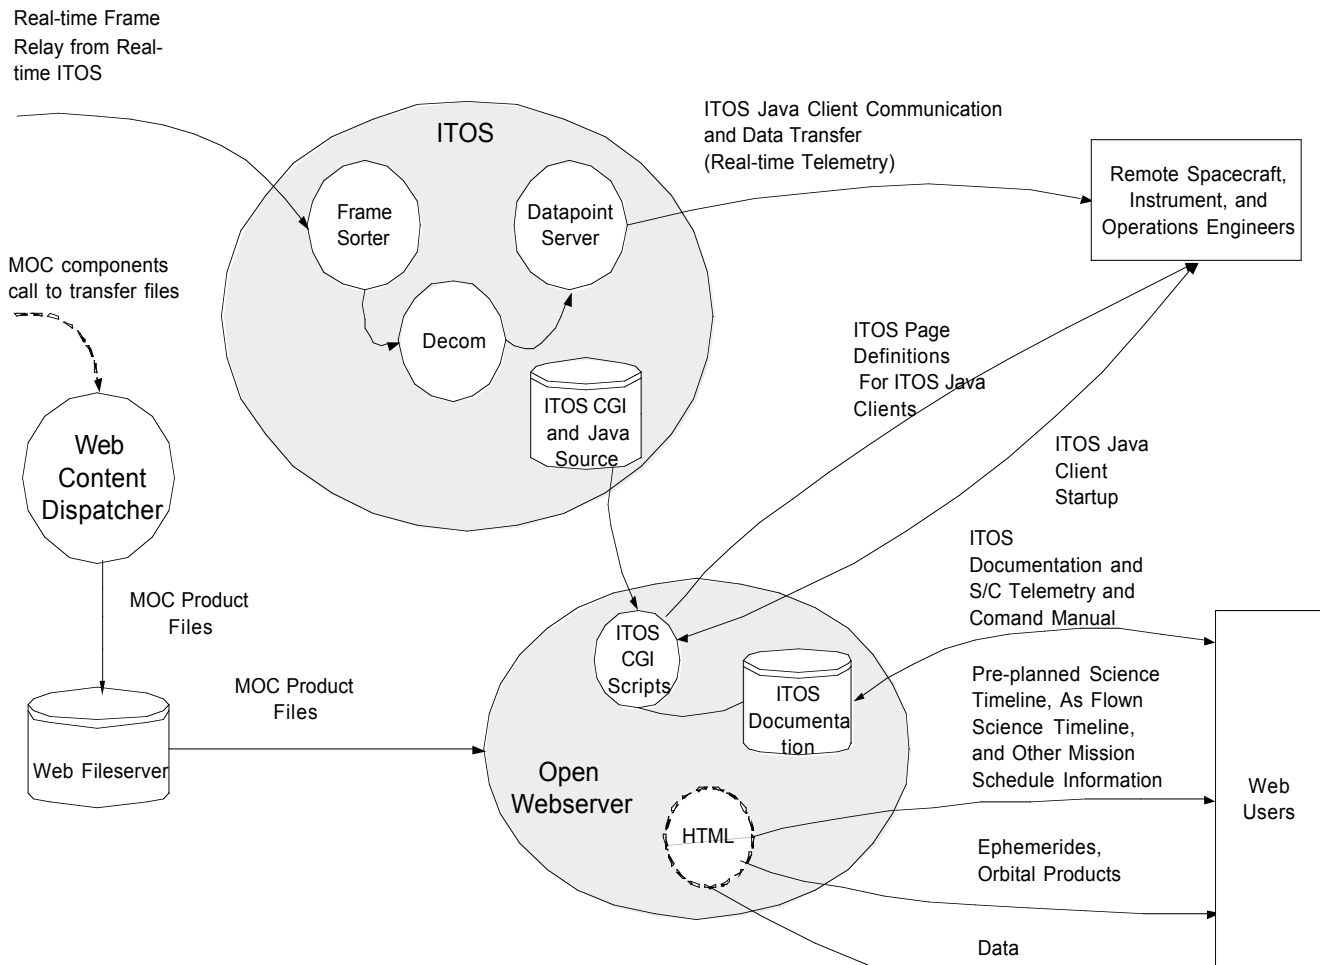 Real-time Frame
Relay from Real-
time ITOS
ITOS
ITOS Java Client Communication
and Data Transfer
(Real-time Telemetry)
Remote Spacecraft,
Instrument, and
Operations Engineers
Frame
Sorter
Datapoint
Server
MOC components
call to transfer files
Decom
ITOS Page
Definitions
For ITOS Java
Clients
ITOS CGI
and Java
Source
Web
Content
Dispatcher
ITOS Java
Client
Startup
ITOS
Documentation and
S/C Telemetry and
Comand Manual
MOC Product
Files
ITOS
CGI
Scripts
MOC Product
Files
ITOS
Documenta
tion
Pre-planned Science
Timeline, As Flown
Science Timeline,
and Other Mission
Schedule Information
Web Fileserver
Open
Webserver
Web
Users
HTML
Ephemerides,
Orbital Products
Data